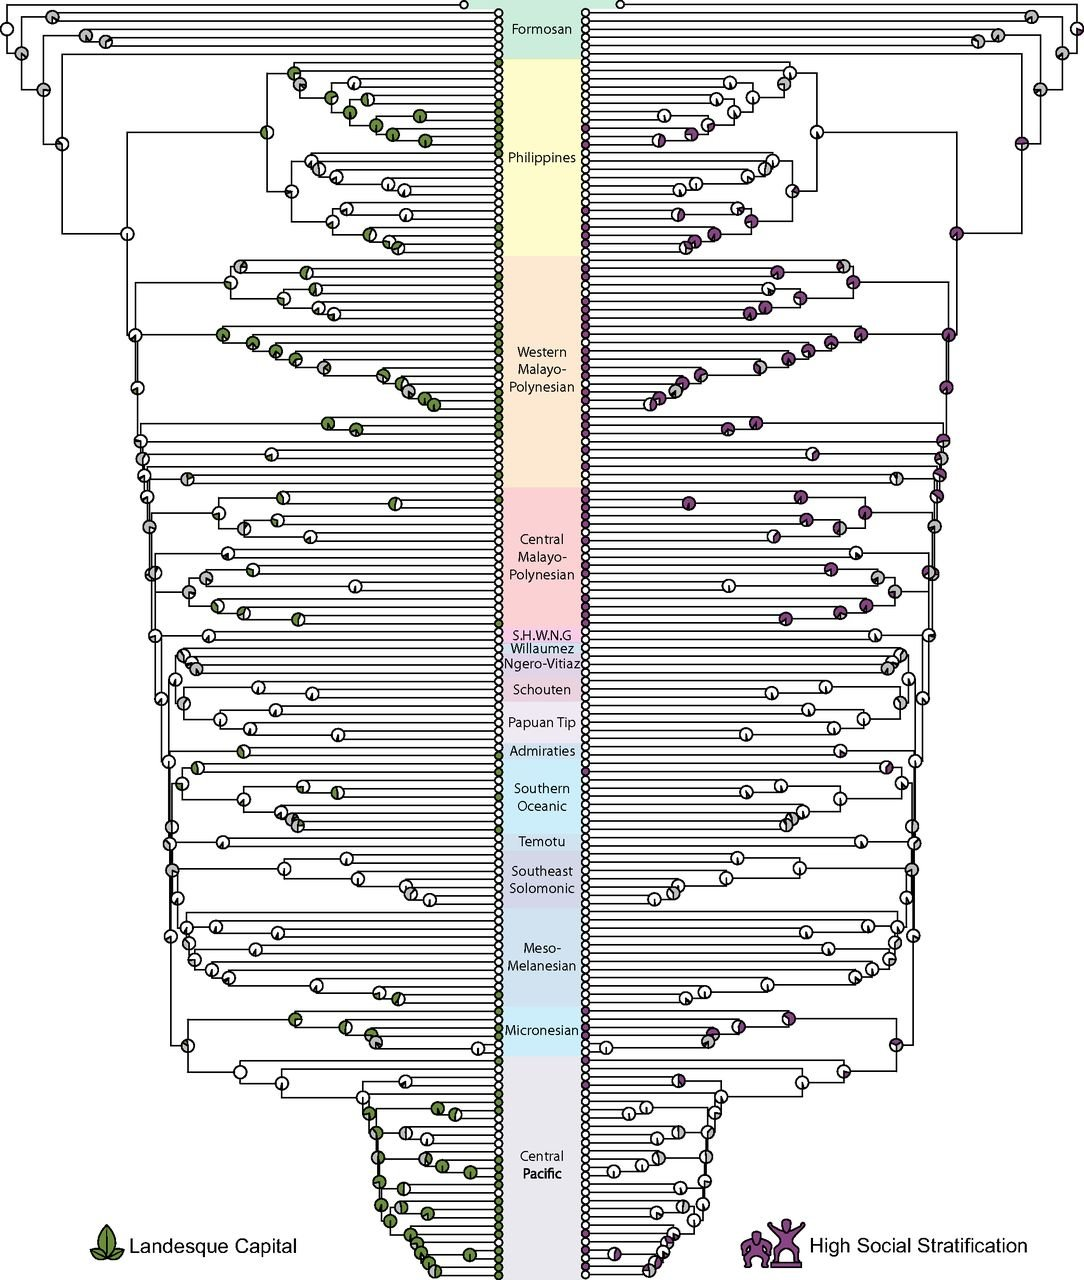 Formosan
Philippines
Western
Malayo-
Polynesian
Central
Malayo-
Polynesian
S.H.W.N.G
Willaumez
Ngero-Vitiaz
Schouten
Papuan Tip
Admiraties
Southern
Oceanic
Temotu
Southeast
Solomonic
Meso-
Melanesian
Micronesian
Central
Pacific
Landesque Capital
High Social Stratification